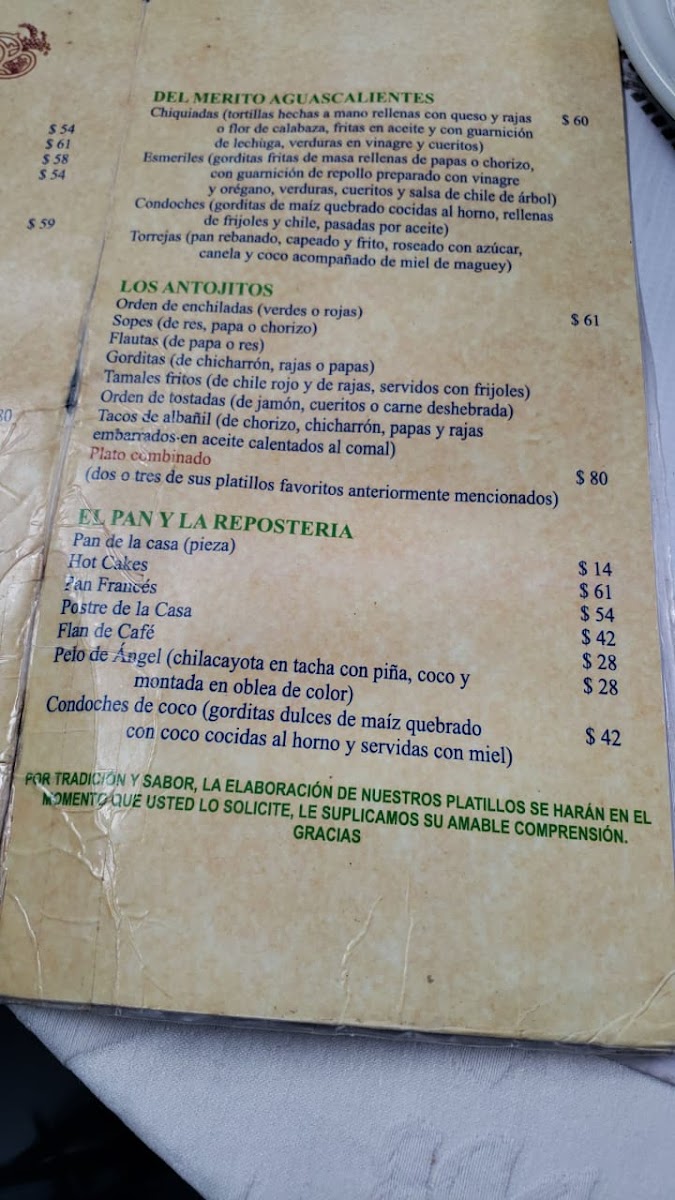 $ 54
$ 61
$ 58
$ 54
$ 59
80
DEL MERITO AGUASCALIENTES
Chiquiadas (tortillas hechas a mano rellenas con queso y rajas $ 60
o flor de calabaza, fritas en aceite y con guarnición
de lechuga, verduras en vinagre y cueritos)
Esmeriles (gorditas fritas de masa rellenas de papas o chorizo,
con guarnición de repollo preparado con vinagre
y orégano, verduras, cueritos y salsa de chile de árbol)
Condoches (gorditas de maíz quebrado cocidas al horno, rellenas
de frijoles y chile, pasadas por aceite)
Torrejas (pan rebanado, capeado y frito, roseado con azúcar,
canela y coco acompañado de miel de maguey)
LOS ANTOJITOS
Orden de enchiladas (verdes o rojas) $ 61
Sopes (de res, papa o chorizo)
Flautas (de papa o res)
Gorditas (de chicharrón, rajas o papas)
Tamales fritos (de chile rojo y de rajas, servidos con frijoles)
Orden de tostadas (de jamón, cueritos o carne deshebrada)
Tacos de albañil (de chorizo, chicharrón, papas y rajas
embarrados en aceite calentados al comal)
Plato combinado $ 80
(dos o tres de sus platillos favoritos anteriormente mencionados)
EL PAN Y LA REPOSTERIA
Pan de la casa (pieza) $ 14
Hot Cakes $ 61
Pan Francés $ 54
Postre de la Casa $ 42
Flan de Café $ 28
Pelo de Ángel (chilacayota en tacha con piña, coco y $ 28
montada en oblea de color)
Condoches de coco (gorditas dulces de maíz quebrado $ 42
con coco cocidas al horno y servidas con miel)
POR TRADICIÓN Y SABOR, LA ELABORACIÓN DE NUESTROS PLATILLOS SE HARÁN EN EL
MOMENTO QUE USTED LO SOLICITE, LE SUPLICAMOS SU AMABLE COMPRENSIÓN.
GRACIAS